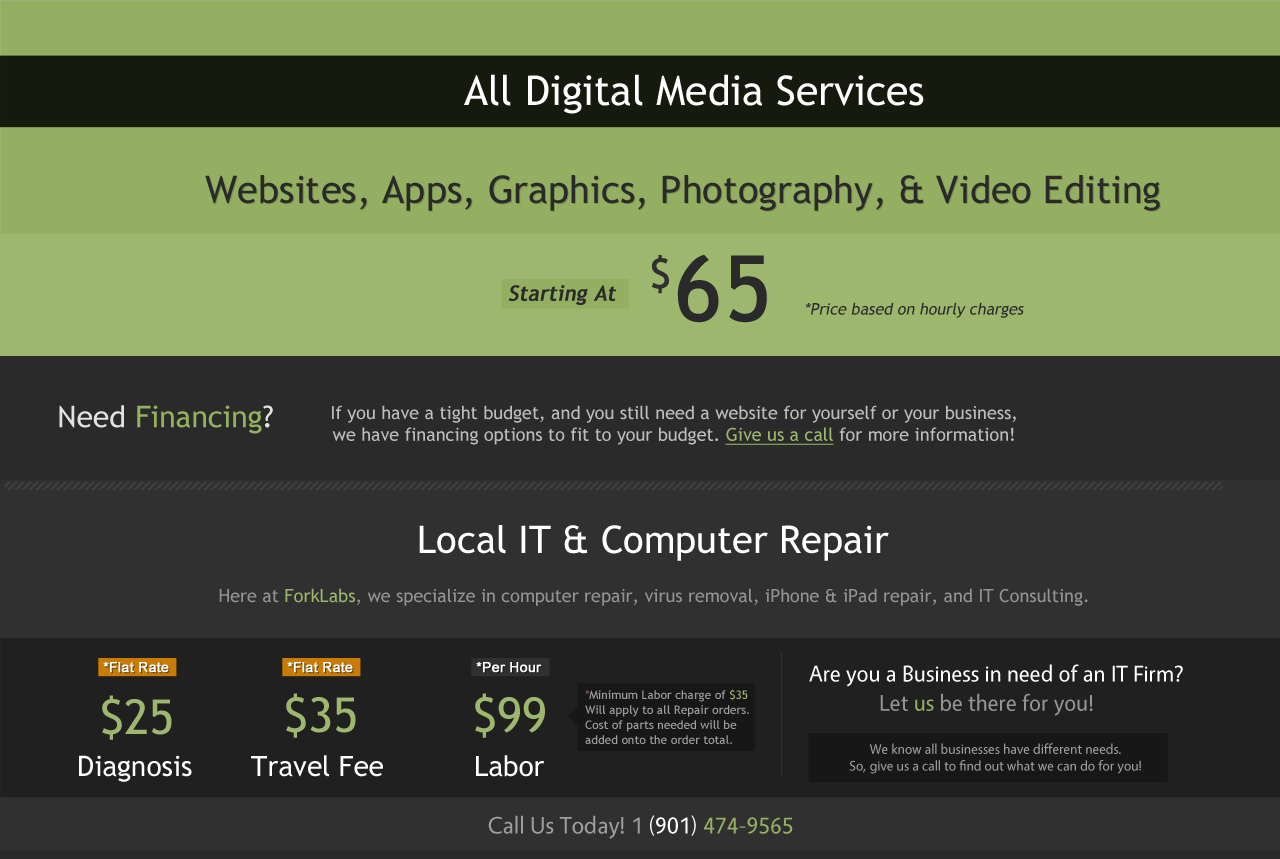 All Digital Media Services
Websites, Apps, Graphics, Photography, & Video Editing
Starting At $65 *Price based on hourly charges
Need Financing?
If you have a tight budget, and you still need a website for yourself or your business,
we have financing options to fit to your budget. Give us a call for more information!
Local IT & Computer Repair
Here at ForkLabs, we specialize in computer repair, virus removal, iPhone & iPad repair, and IT Consulting.
*Flat Rate
$25
Diagnosis
*Flat Rate
$35
Travel Fee
*Per Hour
$99
Labor
*Minimum Labor charge of $35
Will apply to all Repair orders.
Cost of parts needed will be
added onto the order total.
Are you a Business in need of an IT Firm?
Let us be there for you!
We know all businesses have different needs.
So, give us a call to find out what we can do for you!
Call Us Today! 1 (901) 474-9565